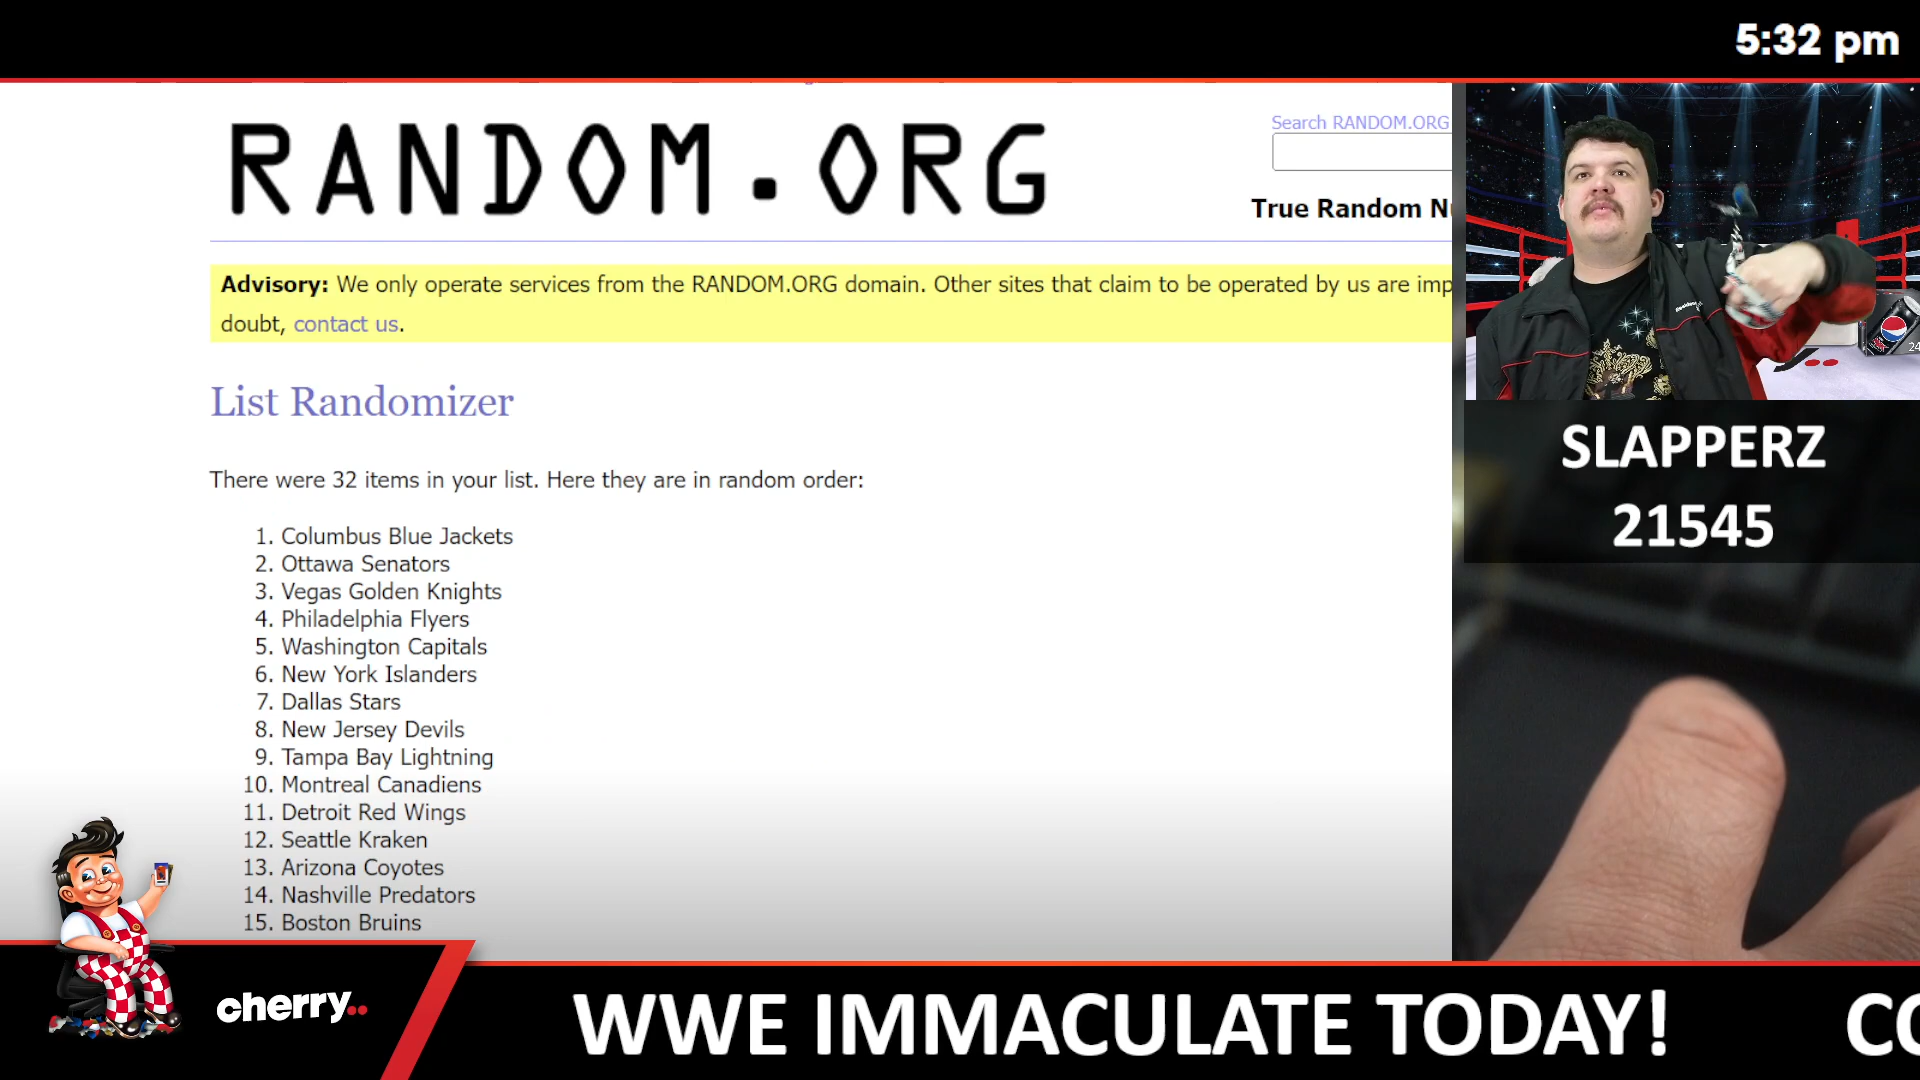 5:32 pm
RANDOM.ORG
Search RANDOM.ORG
True Random
Advisory: We only operate services from the RANDOM.ORG domain. Other sites that claim to be operated by us are
doubt, contact us.
List Randomizer
There were 32 items in your list. Here they are in random order:
1. Columbus Blue Jackets
2. Ottawa Senators
3. Vegas Golden Knights
4. Philadelphia Flyers
5. Washington Capitals
6. New York Islanders
7. Dallas Stars
8. New Jersey Devils
9. Tampa Bay Lightning
10. Montreal Canadiens
11. Detroit Red Wings
12. Seattle Kraken
13. Arizona Coyotes
14. Nashville Predators
15. Boston Bruins
SLAPPERZ
21545
cherry..
WWE IMMACULATE TODAY!